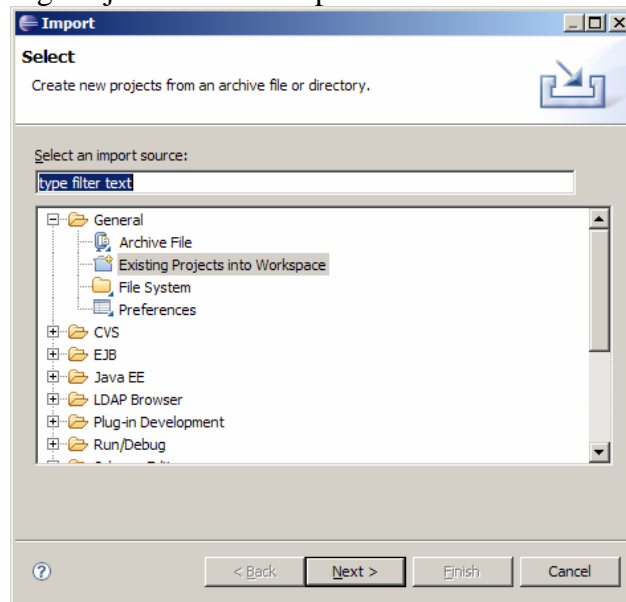 Import
Select
Create new projects from an archive file or directory.
Select an import source:
type filter text
General
Archive File
Existing Projects into Workspace
File System
Preferences
CVS
EJB
Java EE
LDAP Browser
Plug-in Development
Run/Debug
< Back Next > Finish Cancel